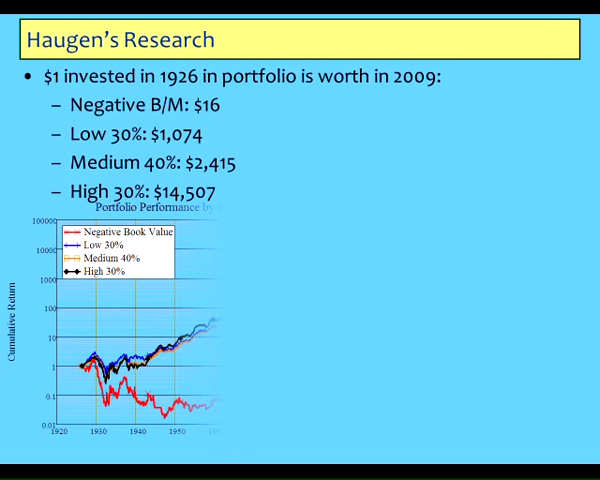 Haugen's Research
• $1 invested in 1926 in portfolio is worth in 2009:
– Negative B/M: $16
– Low 30%: $1,074
– Medium 40%: $2,415
– High 30%: $14,507
Portfolio Performance by
100000
10000
1000
100
10
1
0.1
0.01
Negative Book Value
Low 30%
Medium 40%
High 30%
Cumulative Return
1920 1930 1940 1950